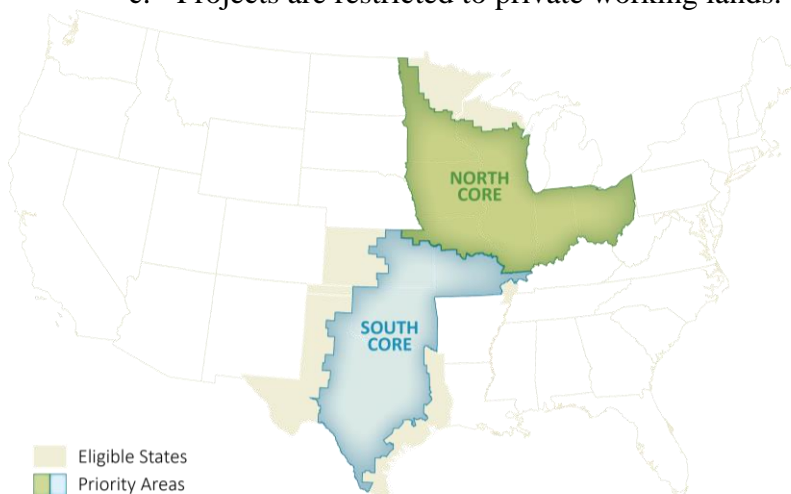 c. Projects are restricted to private working lands.
NORTH
CORE
SOUTH
CORE
Eligible States
Priority Areas